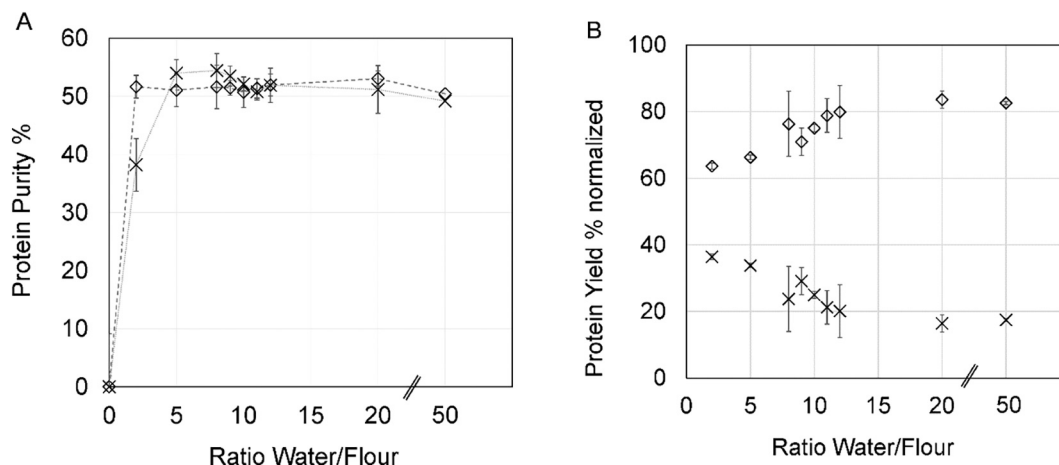 A
Protein Purity %
60
50
40
30
20
10
0
0 5 10 15 20 50
Ratio Water/Flour
B
Protein Yield % normalized
100
80
60
40
20
0
0 5 10 15 20 50
Ratio Water/Flour